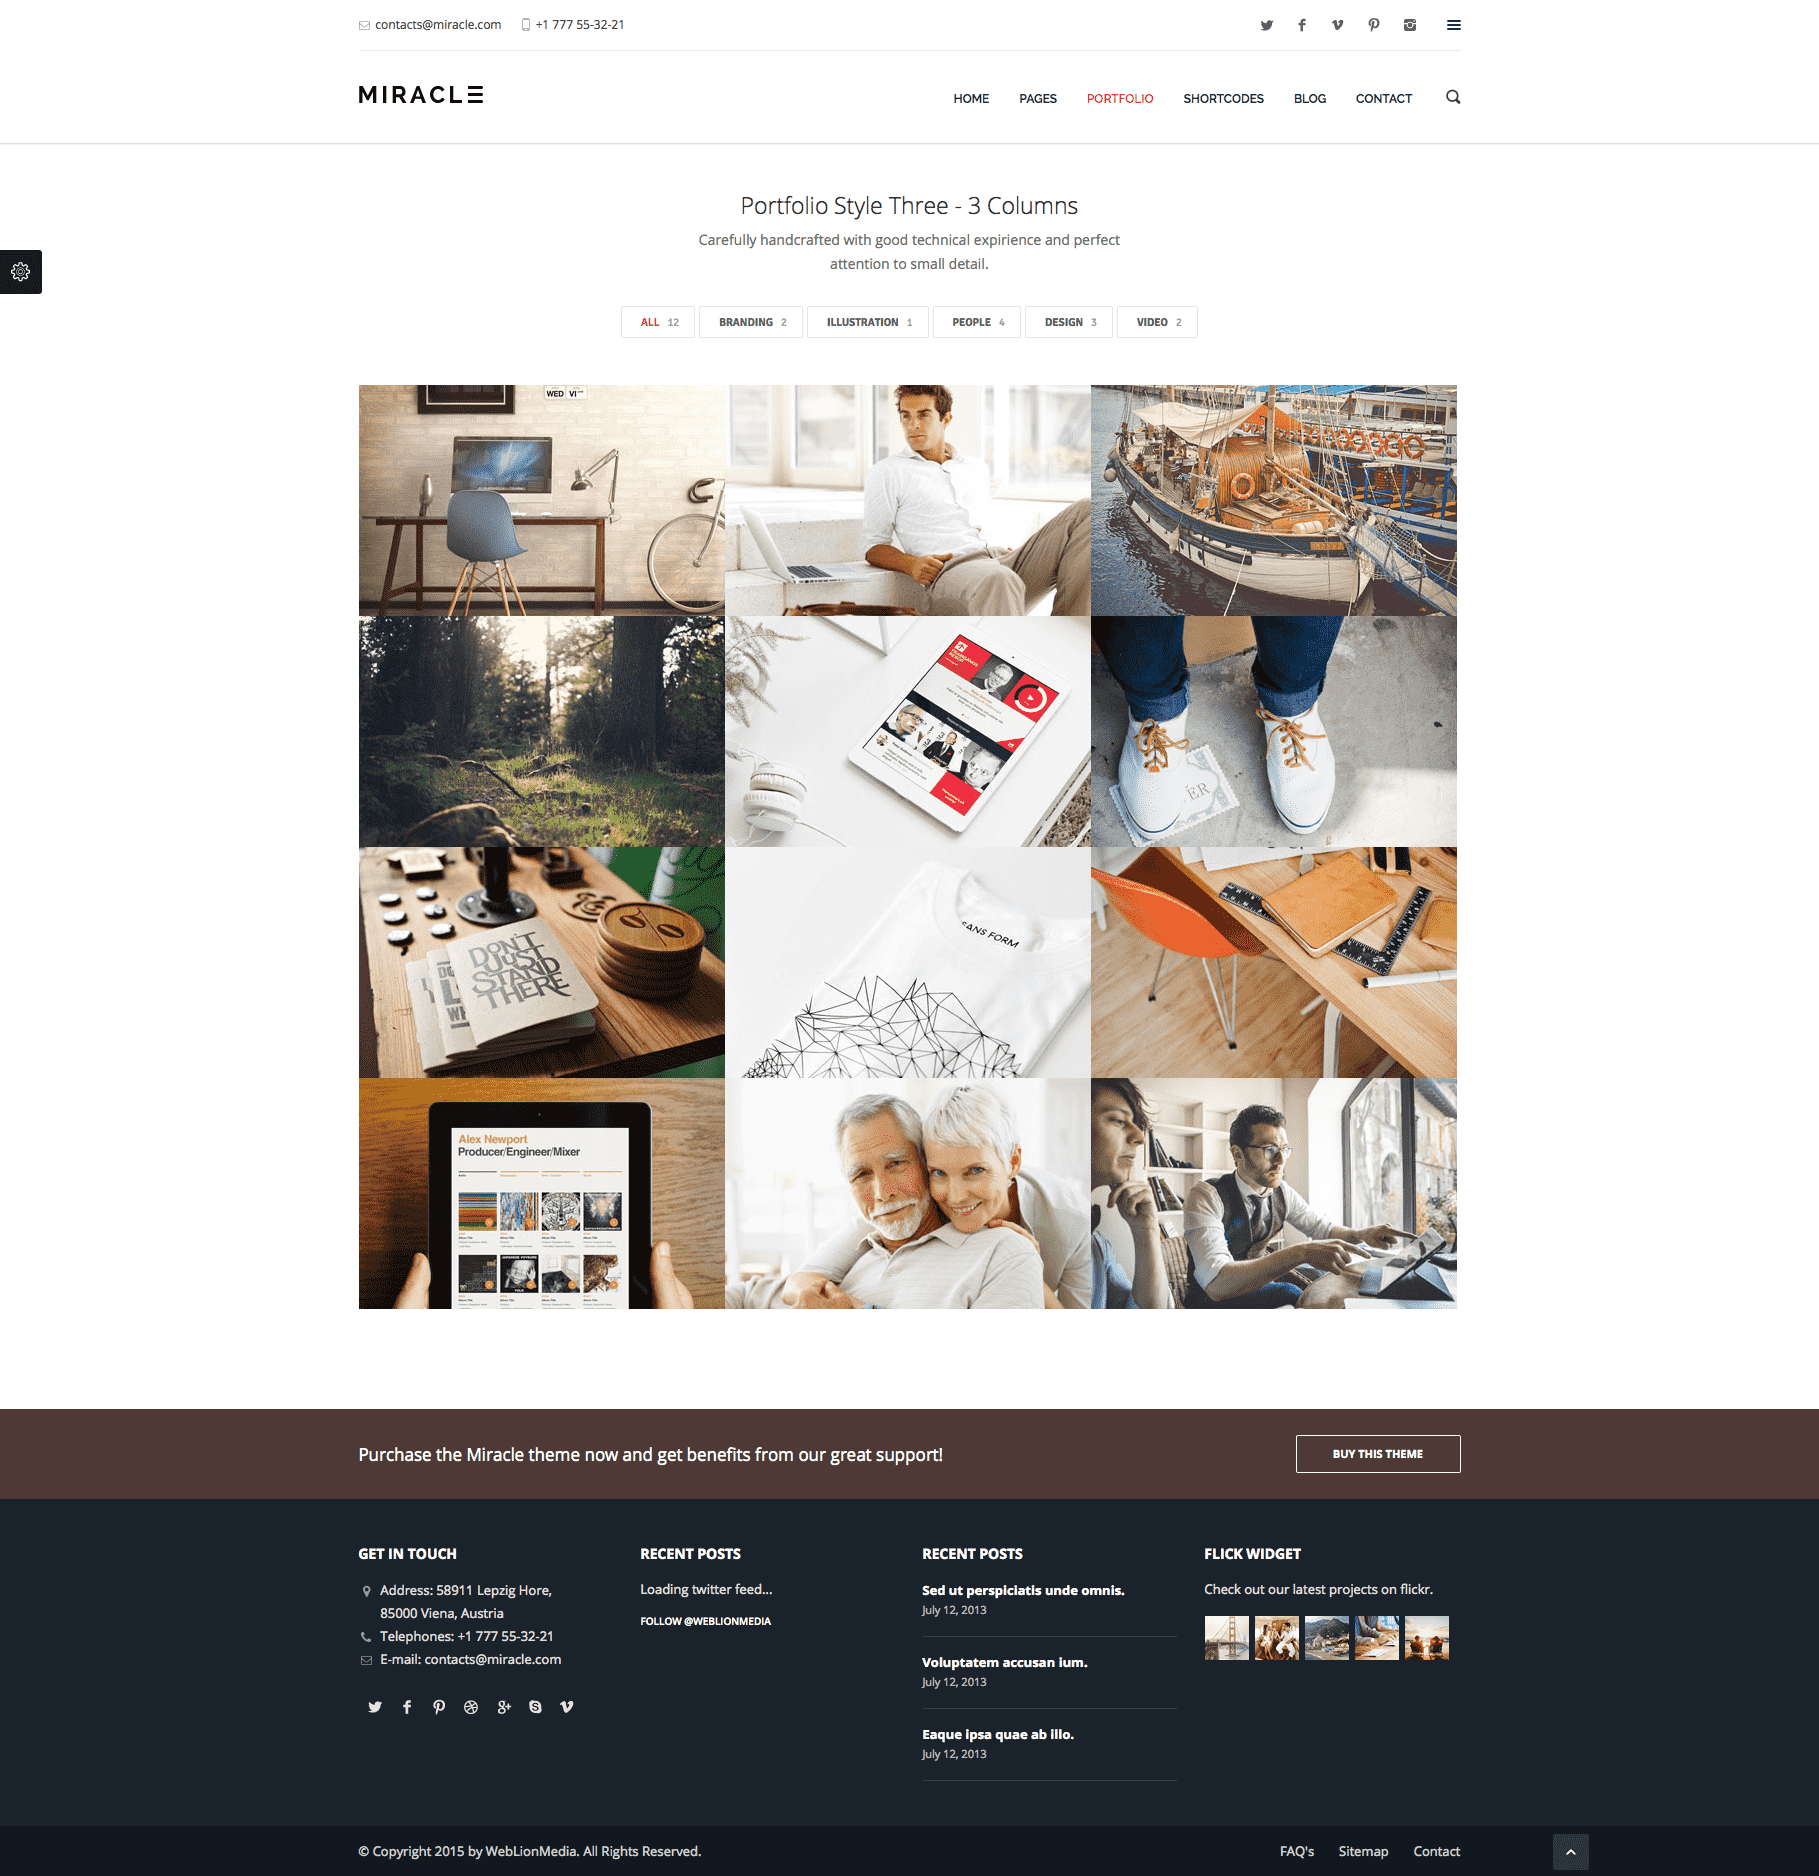 contacts@miracle.com +1 777 55-32-21
MIRACLE
HOME PAGES PORTFOLIO SHORTCODES BLOG CONTACT
Portfolio Style Three - 3 Columns
Carefully handcrafted with good technical expirience and perfect
attention to small detail.
ALL 12 BRANDING 2 ILLUSTRATION 1 PEOPLE 4 DESIGN 3 VIDEO 2
WED VI
ER
DON'T
JUST
STAND
THERE
SANS FORM
Alex Newport
Producer/Engineer/Mixer
Purchase the Miracle theme now and get benefits from our great support!
BUY THIS THEME
GET IN TOUCH
Address: 58911 Lepzig Hore,
85000 Viena, Austria
Telephones: +1 777 55-32-21
E-mail: contacts@miracle.com
RECENT POSTS
Loading twitter feed...
FOLLOW @WEBLIONMEDIA
RECENT POSTS
Sed ut perspiciatis unde omnis.
July 12, 2013
Voluptatem accusan ium.
July 12, 2013
Eaque ipsa quae ab illo.
July 12, 2013
FLICK WIDGET
Check out our latest projects on flickr.
© Copyright 2015 by WebLionMedia. All Rights Reserved.
FAQ's Sitemap Contact